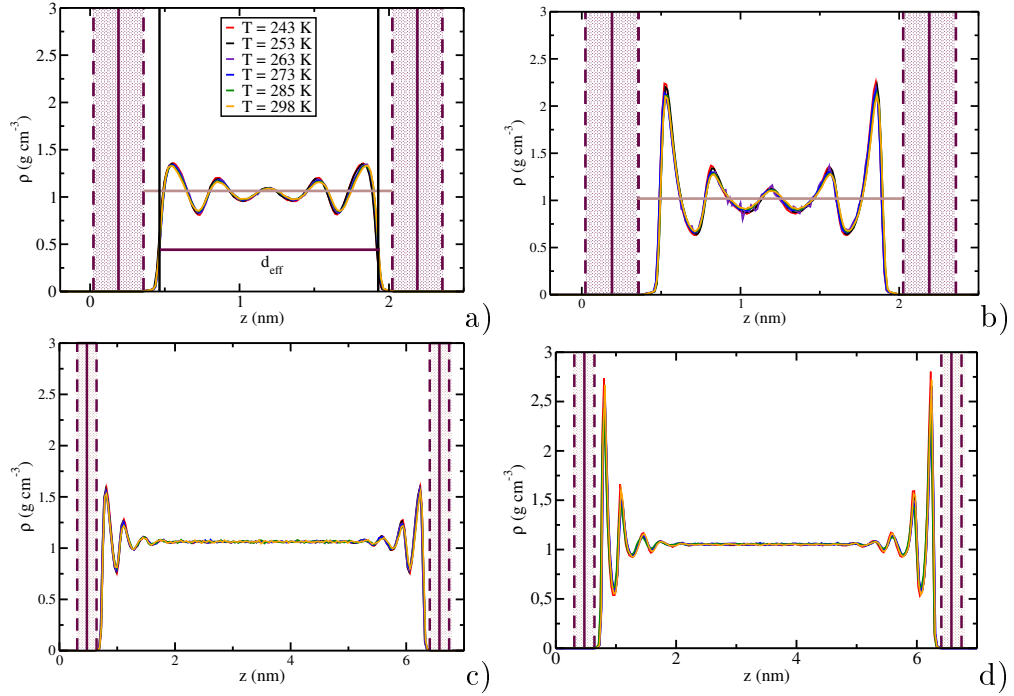 3
2.5
2
1.5
1
0.5
0
ρ (g cm⁻³)
T = 243 K
T = 253 K
T = 263 K
T = 273 K
T = 285 K
T = 298 K
d_eff
0
1
2
z (nm)
a)
3
2.5
2
1.5
1
0.5
0
ρ (g cm⁻³)
0
1
2
z (nm)
b)
3
2.5
2
1.5
1
0.5
0
ρ (g cm⁻³)
0
2
4
6
z (nm)
c)
3
2,5
2
1,5
1
0,5
0
ρ (g cm⁻³)
0
2
4
6
z (nm)
d)